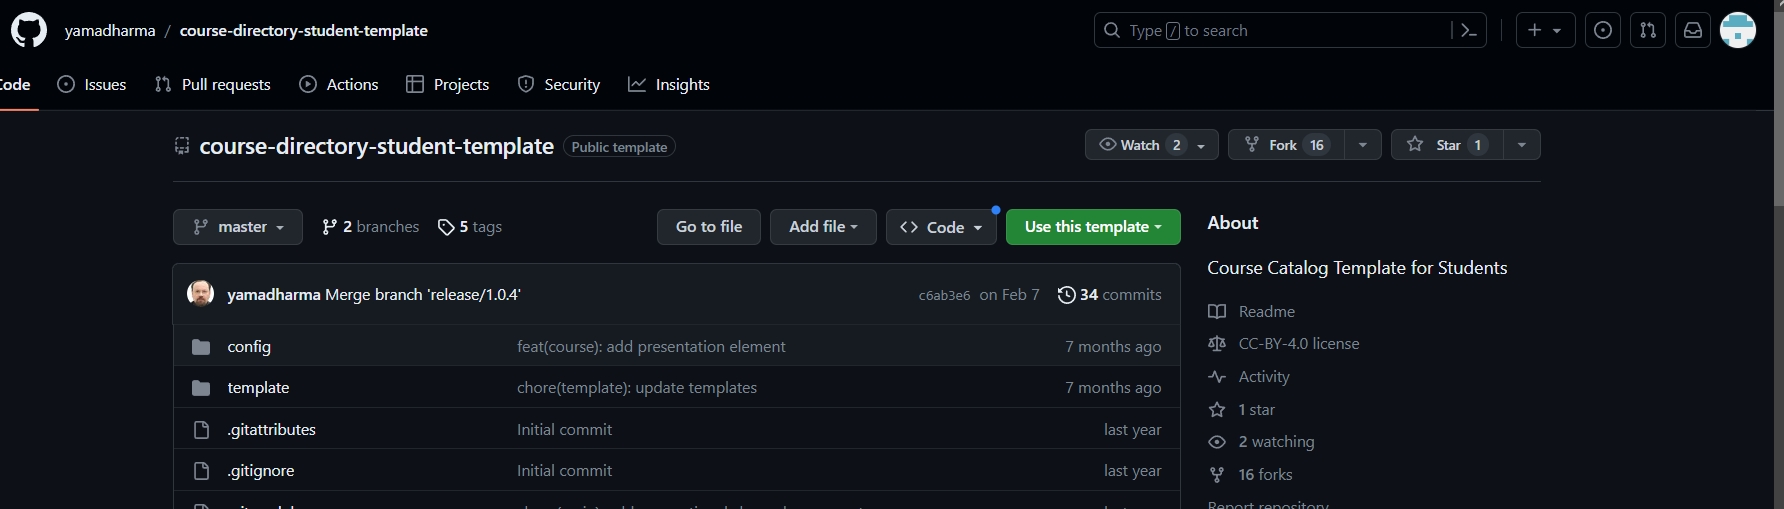 yamadharma / course-directory-student-template
Type / to search
Code Issues Pull requests Actions Projects Security Insights
course-directory-student-template Public template
Watch 2 Fork 16 Star 1
master 2 branches 5 tags Go to file Add file <> Code Use this template
yamadharma Merge branch 'release/1.0.4' c6ab3e6 on Feb 7 34 commits
config feat(course): add presentation element 7 months ago
template chore(template): update templates 7 months ago
.gitattributes Initial commit last year
.gitignore Initial commit last year
About
Course Catalog Template for Students
Readme
CC-BY-4.0 license
Activity
1 star
2 watching
16 forks
Report repository